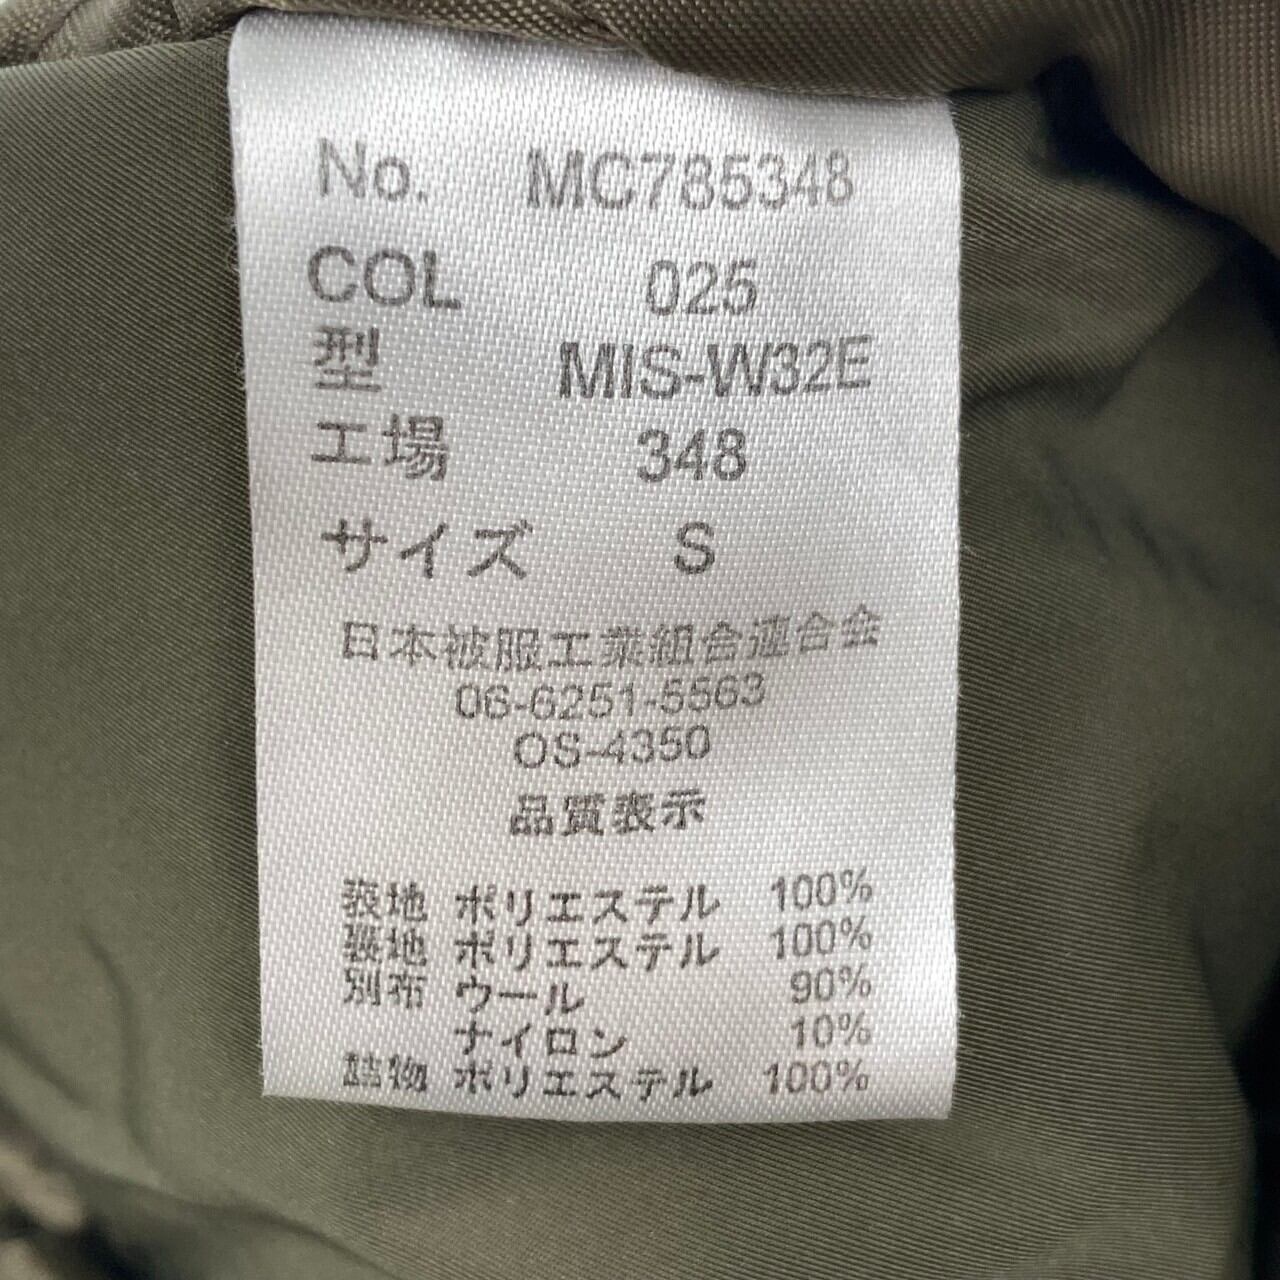 No. MC785348
COL 025
型 MIS-W32E
工場 348
サイズ S
日本被服工業組合連合会
06-6251-5563
OS-4350
品質表示
表地 ポリエステル 100%
裏地 ポリエステル 100%
別布 ウール 90%
ナイロン 10%
詰物 ポリエステル 100%